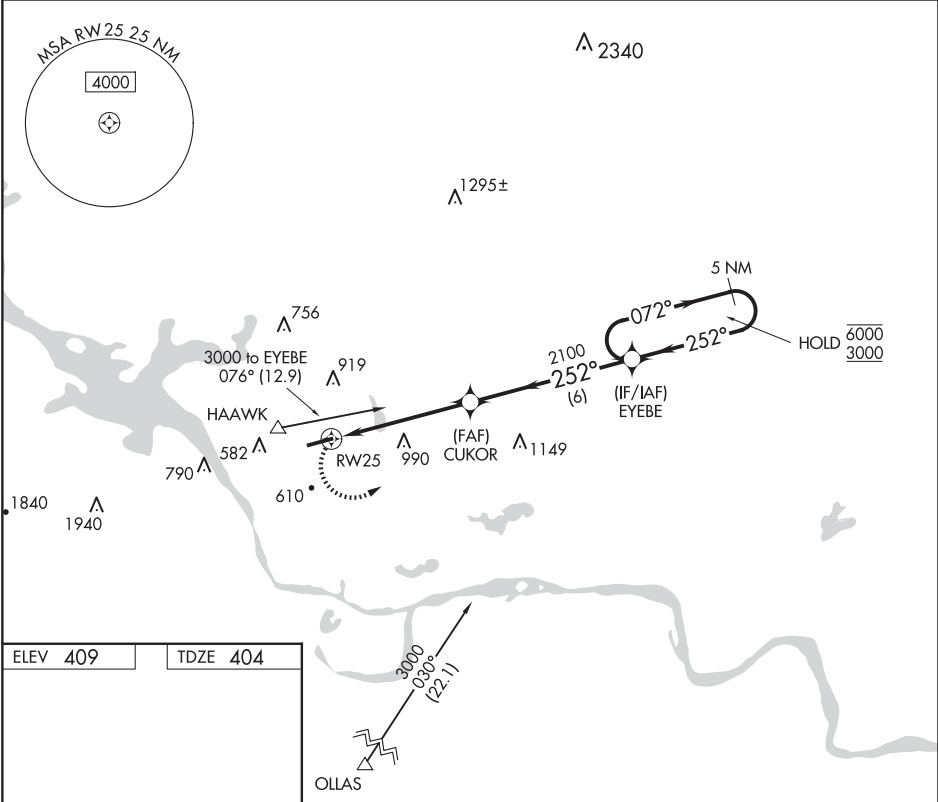 MSA RW25 25 NM
4000
2340
1295±
5 NM
072°
252°
HOLD 6000
3000
756
3000 to EYEBE
076° (12.9)
919
2100
252°
(6)
(IF/IAF)
EYEBE
HAAWK
(FAF)
CUKOR
582
RW25
990
1149
790
610
1840
1940
ELEV 409
TDZE 404
3000
030°
(22.1)
OLLAS